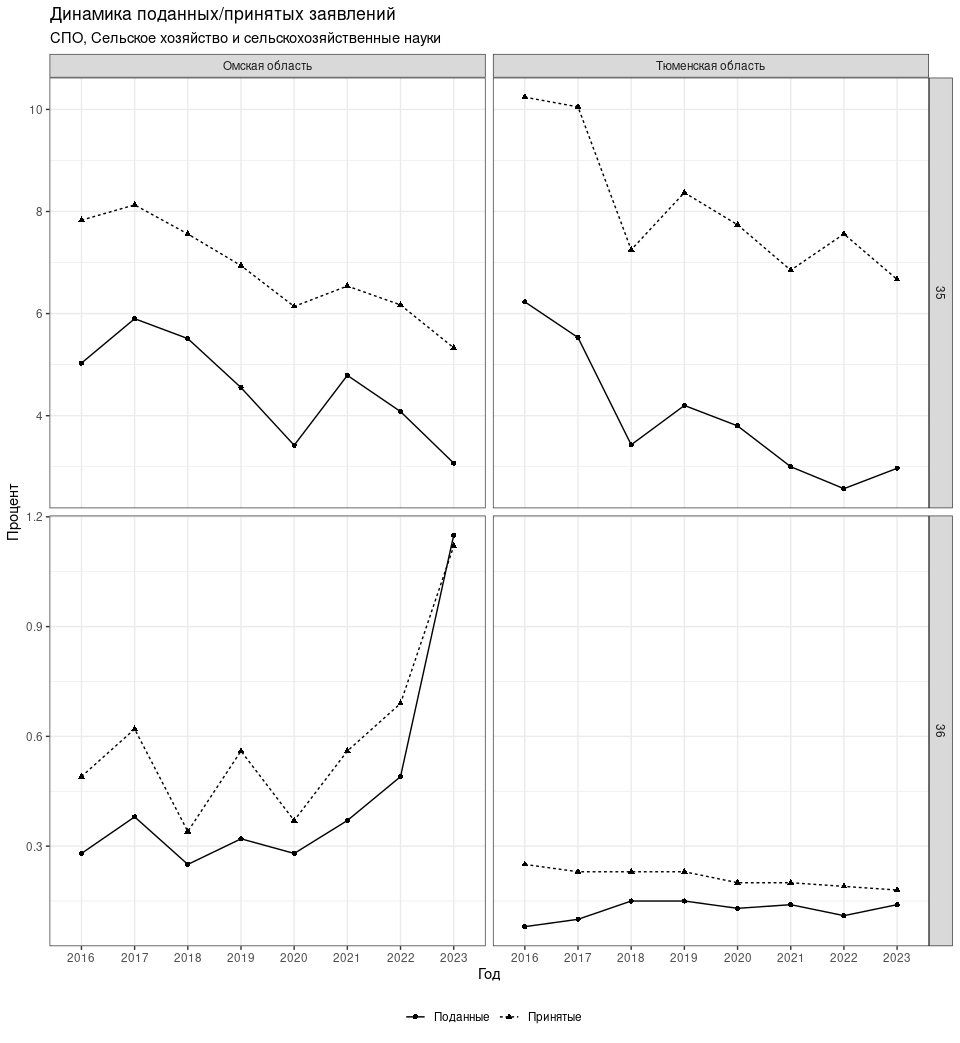 Динамика поданных/принятых заявлений
СПО, Сельское хозяйство и сельскохозяйственные науки
Омская область
Тюменская область
10
8
6
4
35
Процент
1.2
0.9
0.6
0.3
36
2016 2017 2018 2019 2020 2021 2022 2023
2016 2017 2018 2019 2020 2021 2022 2023
Год
Поданные Принятые